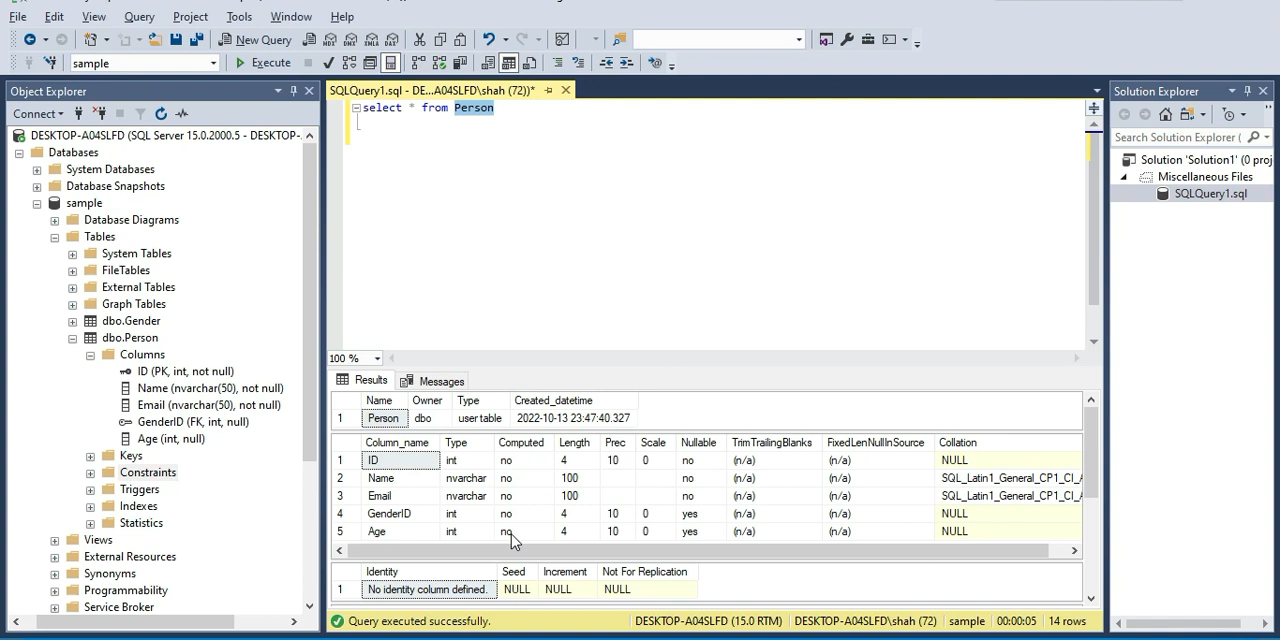 File Edit View Query Project Tools Window Help
New Query
sample Execute
Object Explorer
Connect
DESKTOP-A04SLFD (SQL Server 15.0.2000.5 - DESKTOP-
Databases
System Databases
Database Snapshots
sample
Database Diagrams
Tables
System Tables
FileTables
External Tables
Graph Tables
dbo.Gender
dbo.Person
Columns
ID (PK, int, not null)
Name (nvarchar(50), not null)
Email (nvarchar(50), not null)
GenderID (FK, int, null)
Age (int, null)
Keys
Constraints
Triggers
Indexes
Statistics
Views
External Resources
Synonyms
Programmability
Service Broker
SQLQuery1.sql - DE...A04SLFD\shah (72))*
select * from Person
100 %
Results Messages
Name Owner Type Created_datetime
1 Person dbo user table 2022-10-13 23:47:40.327
Column_name Type Computed Length Prec Scale Nullable TrimTrailingBlanks FixedLenNullInSource Collation
1 ID int no 4 10 0 no (n/a) (n/a) NULL
2 Name nvarchar no 100 no (n/a) (n/a) SQL_Latin1_General_CP1_CI_A
3 Email nvarchar no 100 no (n/a) (n/a) SQL_Latin1_General_CP1_CI_A
4 GenderID int no 4 10 0 yes (n/a) (n/a) NULL
5 Age int no 4 10 0 yes (n/a) (n/a) NULL
Identity Seed Increment Not For Replication
1 No identity column defined. NULL NULL NULL
Query executed successfully. DESKTOP-A04SLFD (15.0 RTM) DESKTOP-A04SLFD\shah (72) sample 00:00:05 14 rows
Solution Explorer
Search Solution Explorer (
Solution 'Solution1' (0 proj
Miscellaneous Files
SQLQuery1.sql